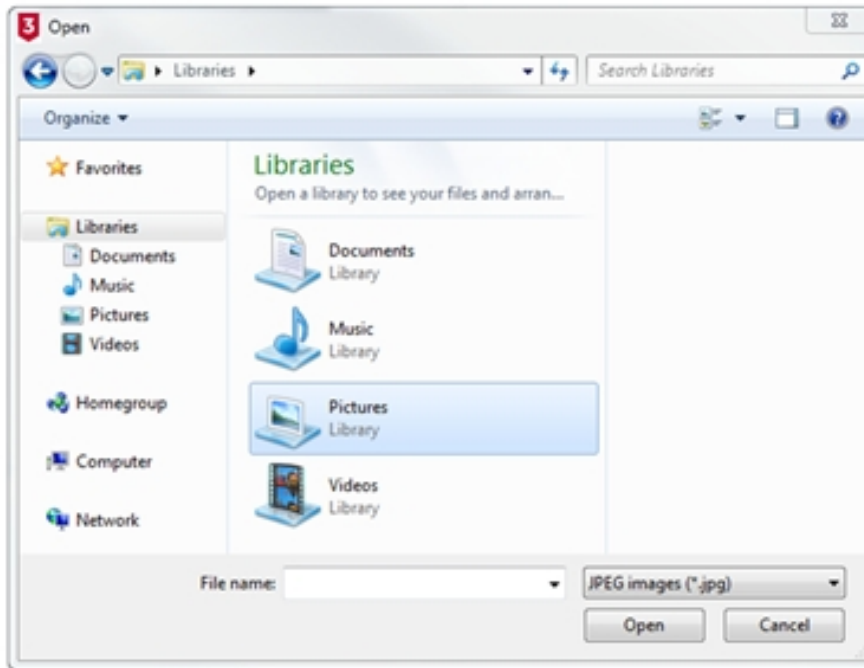 3 Open
Libraries
Search Libraries
Organize
Favorites
Libraries
Documents
Music
Pictures
Videos
Homegroup
Computer
Network
Libraries
Open a library to see your files and arran...
Documents
Library
Music
Library
Pictures
Library
Videos
Library
File name:
JPEG images (*.jpg)
Open
Cancel